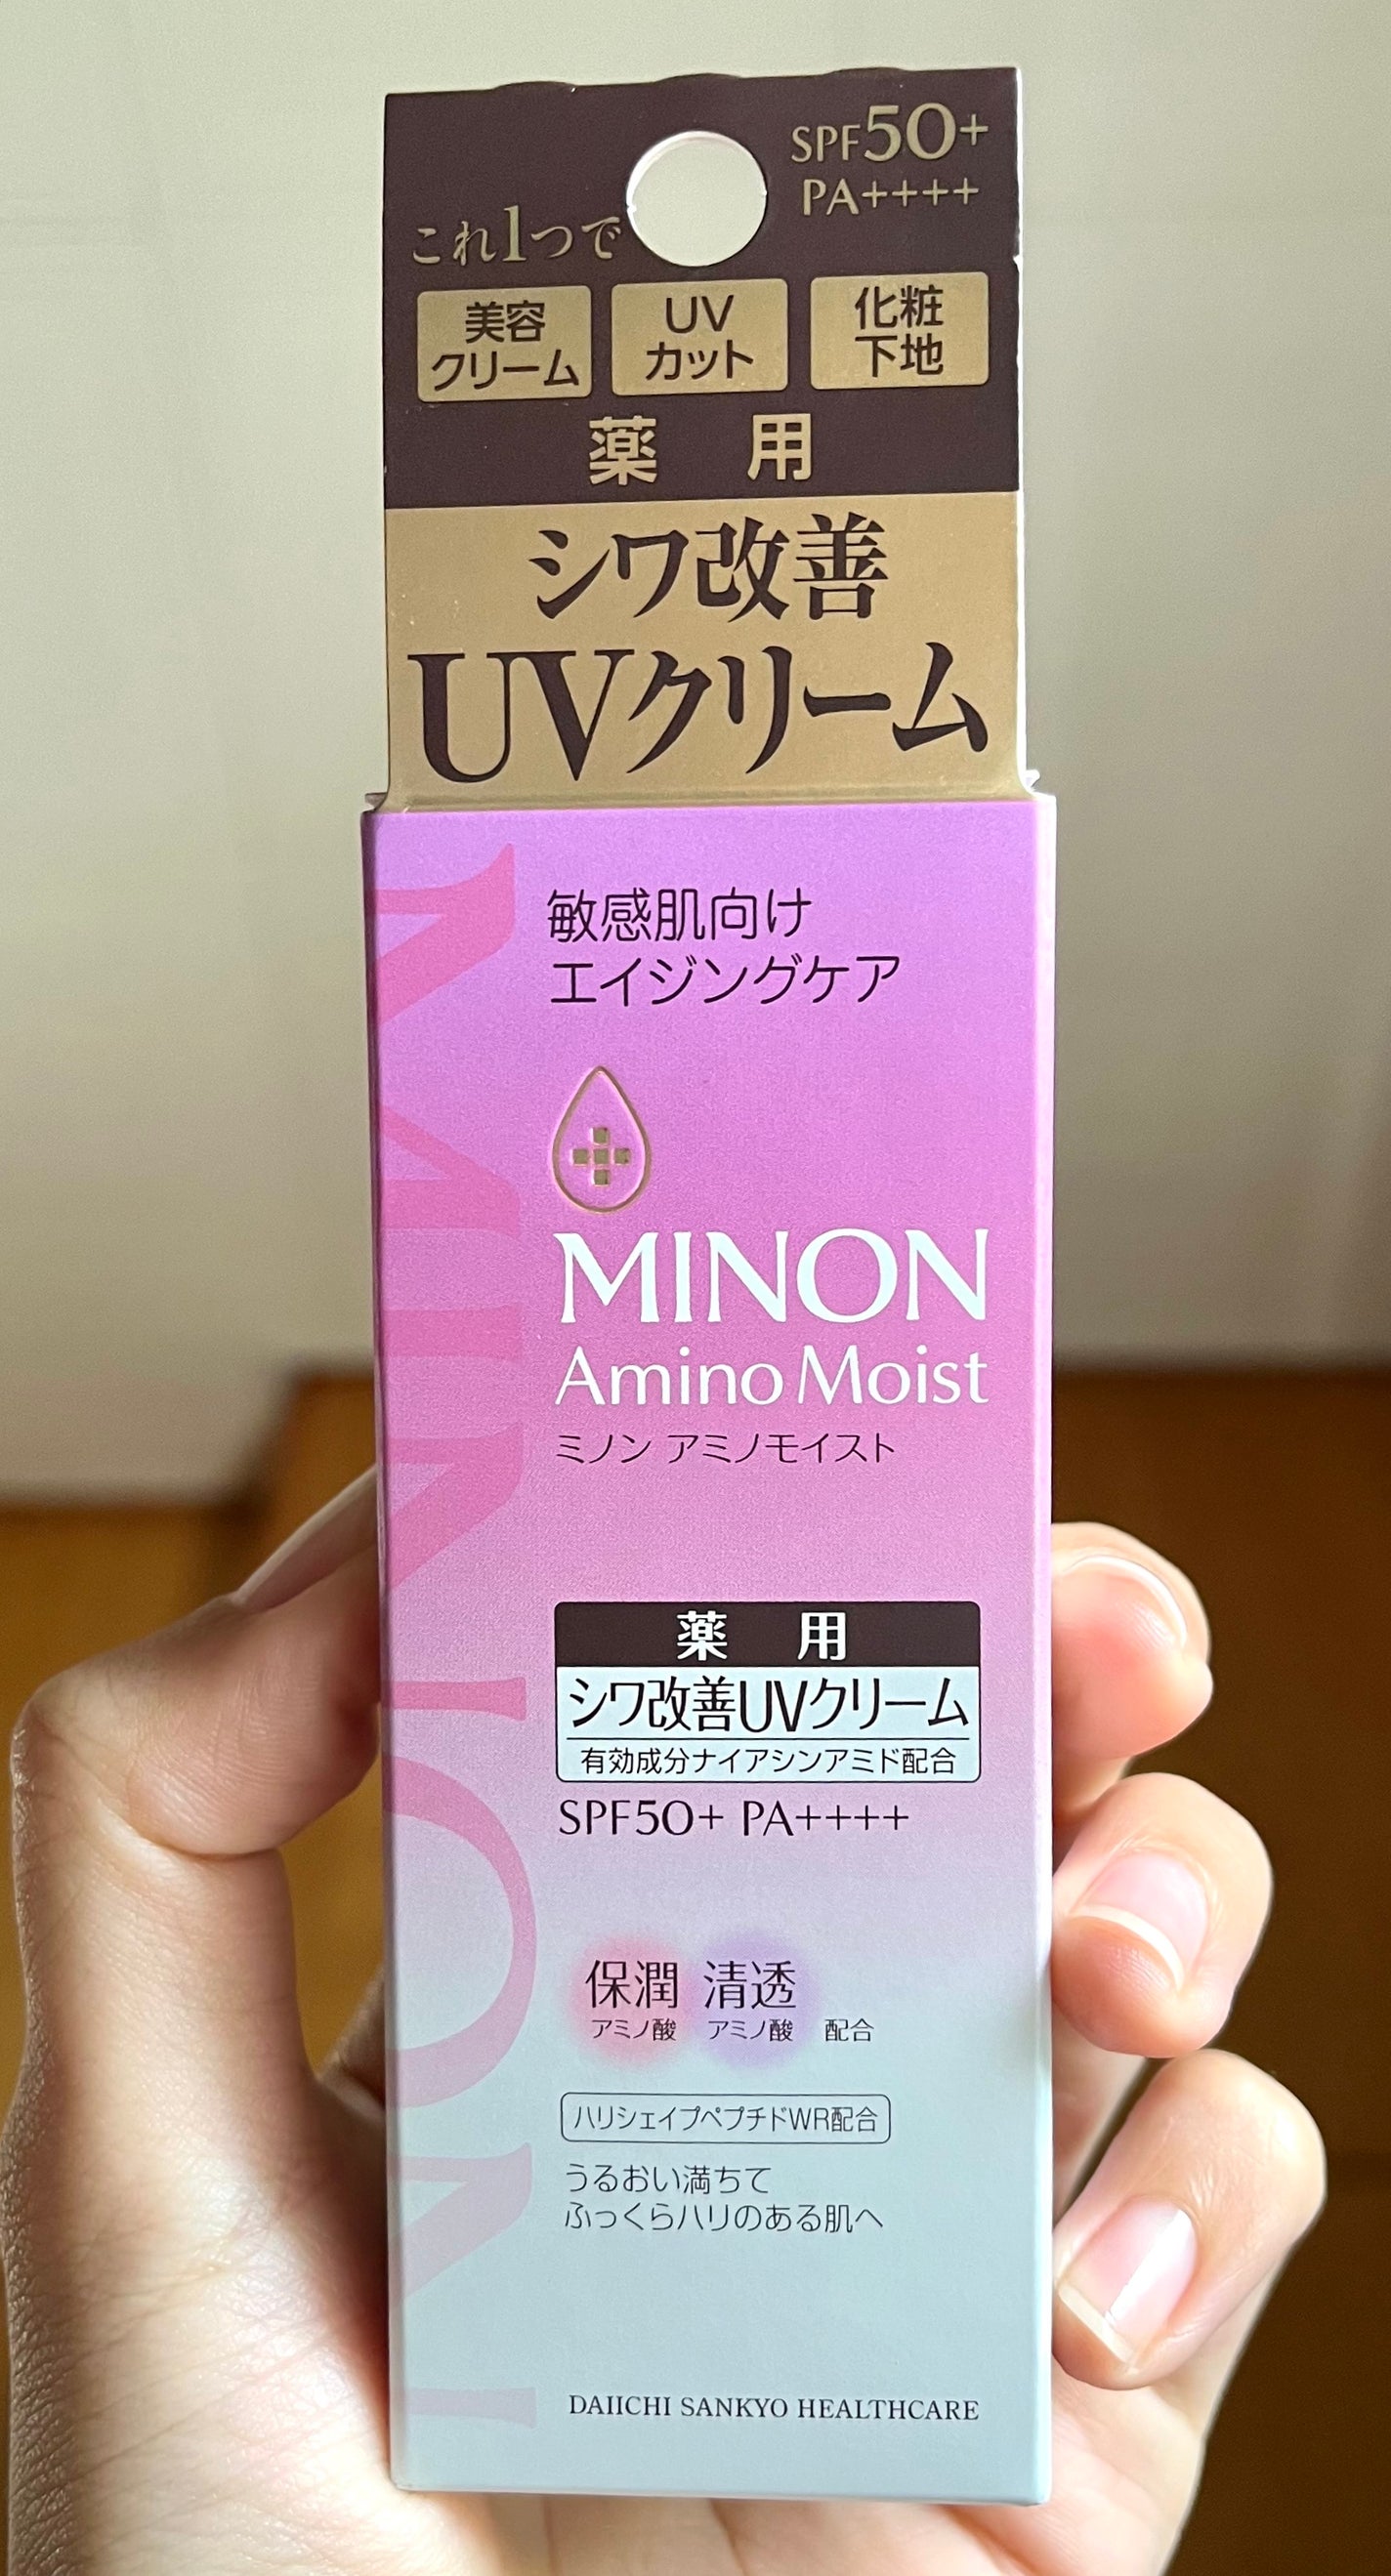 SPF50+
PA++++
これ1つで
美容
クリーム
UV
カット
化粧
下地
薬 用
シワ改善
UVクリーム
敏感肌向け
エイジングケア
MINON
Amino Moist
ミノン アミノモイスト
薬 用
シワ改善UVクリーム
有効成分ナイアシンアミド配合
SPF50+ PA++++
保潤 清透
アミノ酸 アミノ酸 配合
ハリシェイプペプチドWR配合
うるおい満ちて
ふっくらハリのある肌へ
DAIICHI SANKYO HEALTHCARE
MINON